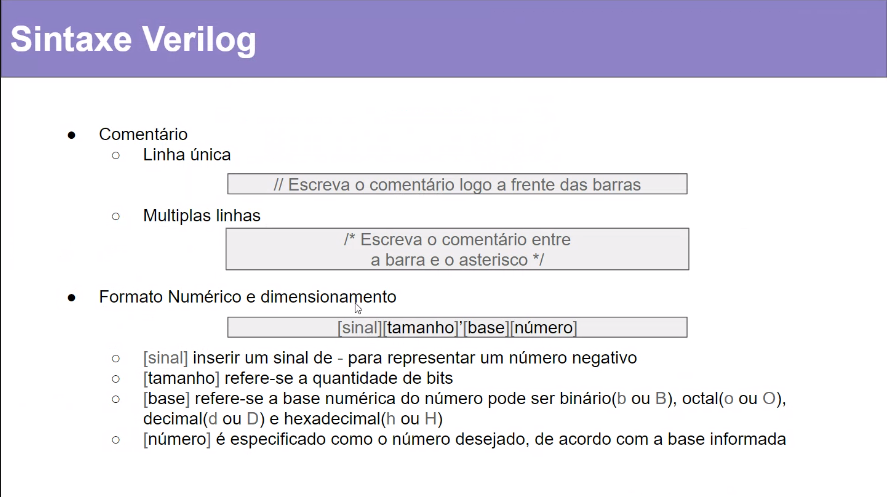 Sintaxe Verilog
● Comentário
○ Linha única
// Escreva o comentário logo a frente das barras
○ Multiplas linhas
/* Escreva o comentário entre
a barra e o asterisco */
● Formato Numérico e dimensionamento
[sinal][tamanho]'[base][número]
○ [sinal] inserir um sinal de - para representar um número negativo
○ [tamanho] refere-se a quantidade de bits
○ [base] refere-se a base numérica do número pode ser binário(b ou B), octal(o ou O),
decimal(d ou D) e hexadecimal(h ou H)
○ [número] é especificado como o número desejado, de acordo com a base informada